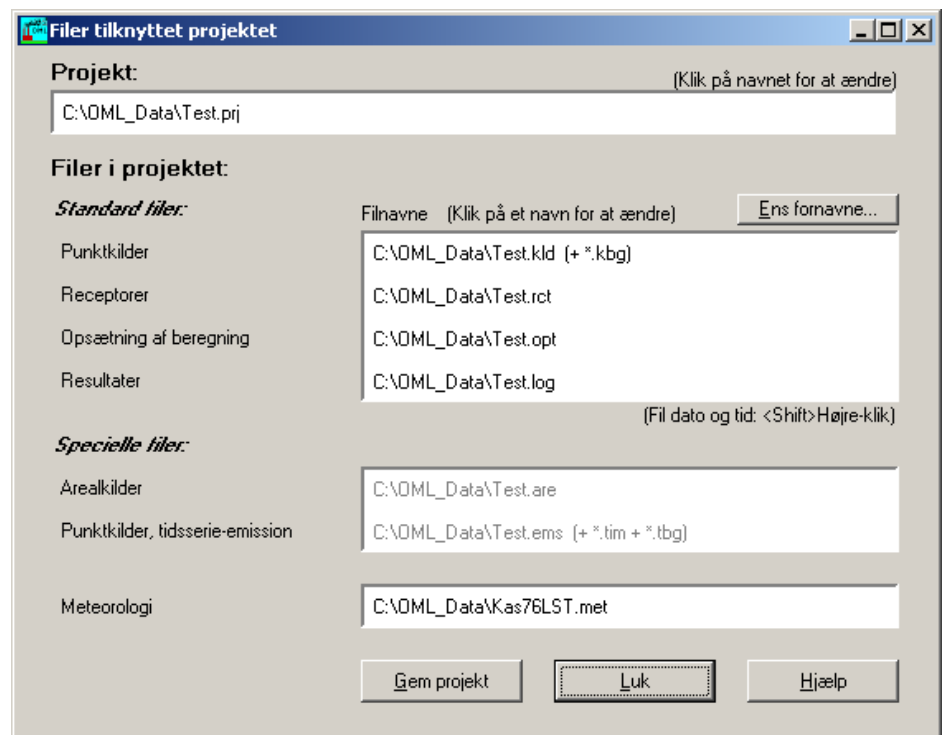 Filer tilknyttet projektet
Projekt:
(Klik på navnet for at ændre)
C:\OML_Data\Test.prj
Filer i projektet:
Standard filer:
Filnavne (Klik på et navn for at ændre)
Ens fornavne...
Punktkilder
C:\OML_Data\Test.kld (+ *.kbg)
Receptorer
C:\OML_Data\Test.rct
Opsætning af beregning
C:\OML_Data\Test.opt
Resultater
C:\OML_Data\Test.log
(Fil dato og tid: <Shift>Højre-klik)
Specielle filer:
Arealkilder
C:\OML_Data\Test.are
Punktkilder, tidsserie-emission
C:\OML_Data\Test.ems (+ *.tim + *.tbg)
Meteorologi
C:\OML_Data\Kas76LST.met
Gem projekt
Luk
Hjælp